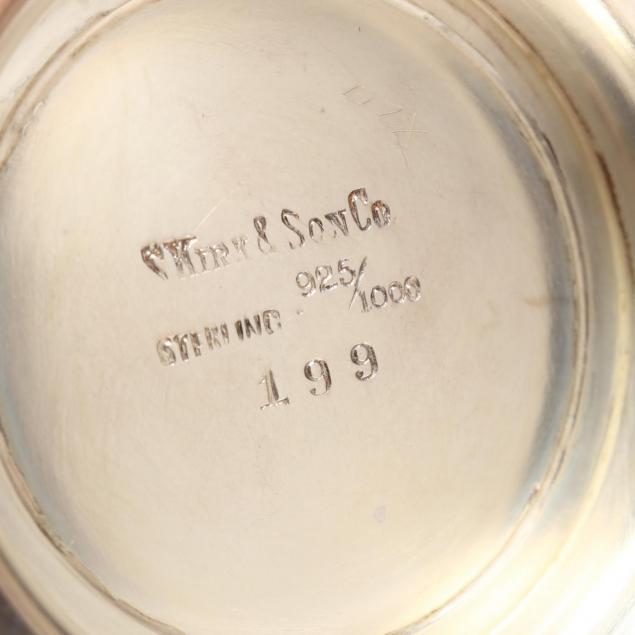 S KIRK & SON CO.
STERLING 925/1000
199